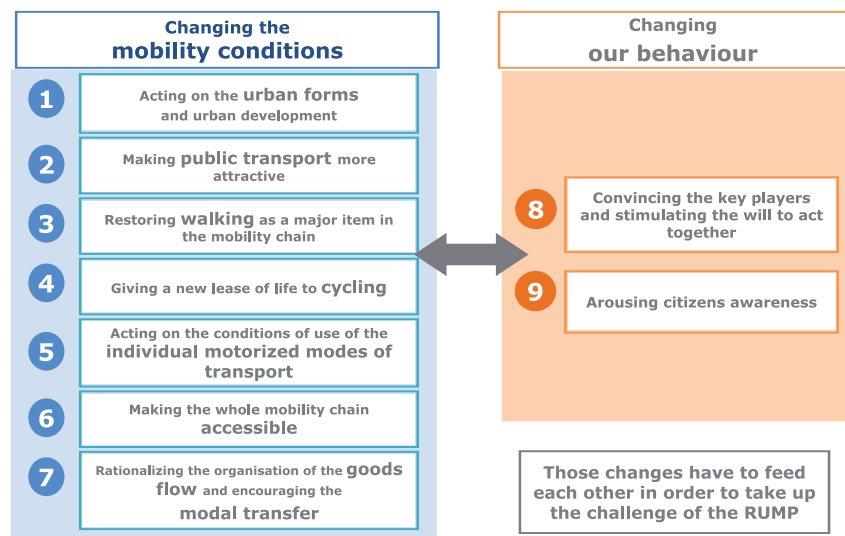 Changing the
mobility conditions
1
Acting on the urban forms
and urban development
2
Making public transport more
attractive
3
Restoring walking as a major item in
the mobility chain
4
Giving a new lease of life to cycling
5
Acting on the conditions of use of the
individual motorized modes of
transport
6
Making the whole mobility chain
accessible
7
Rationalizing the organisation of the goods
flow and encouraging the
modal transfer
Changing
our behaviour
8
Convincing the key players
and stimulating the will to act
together
9
Arousing citizens awareness
Those changes have to feed
each other in order to take up
the challenge of the RUMP